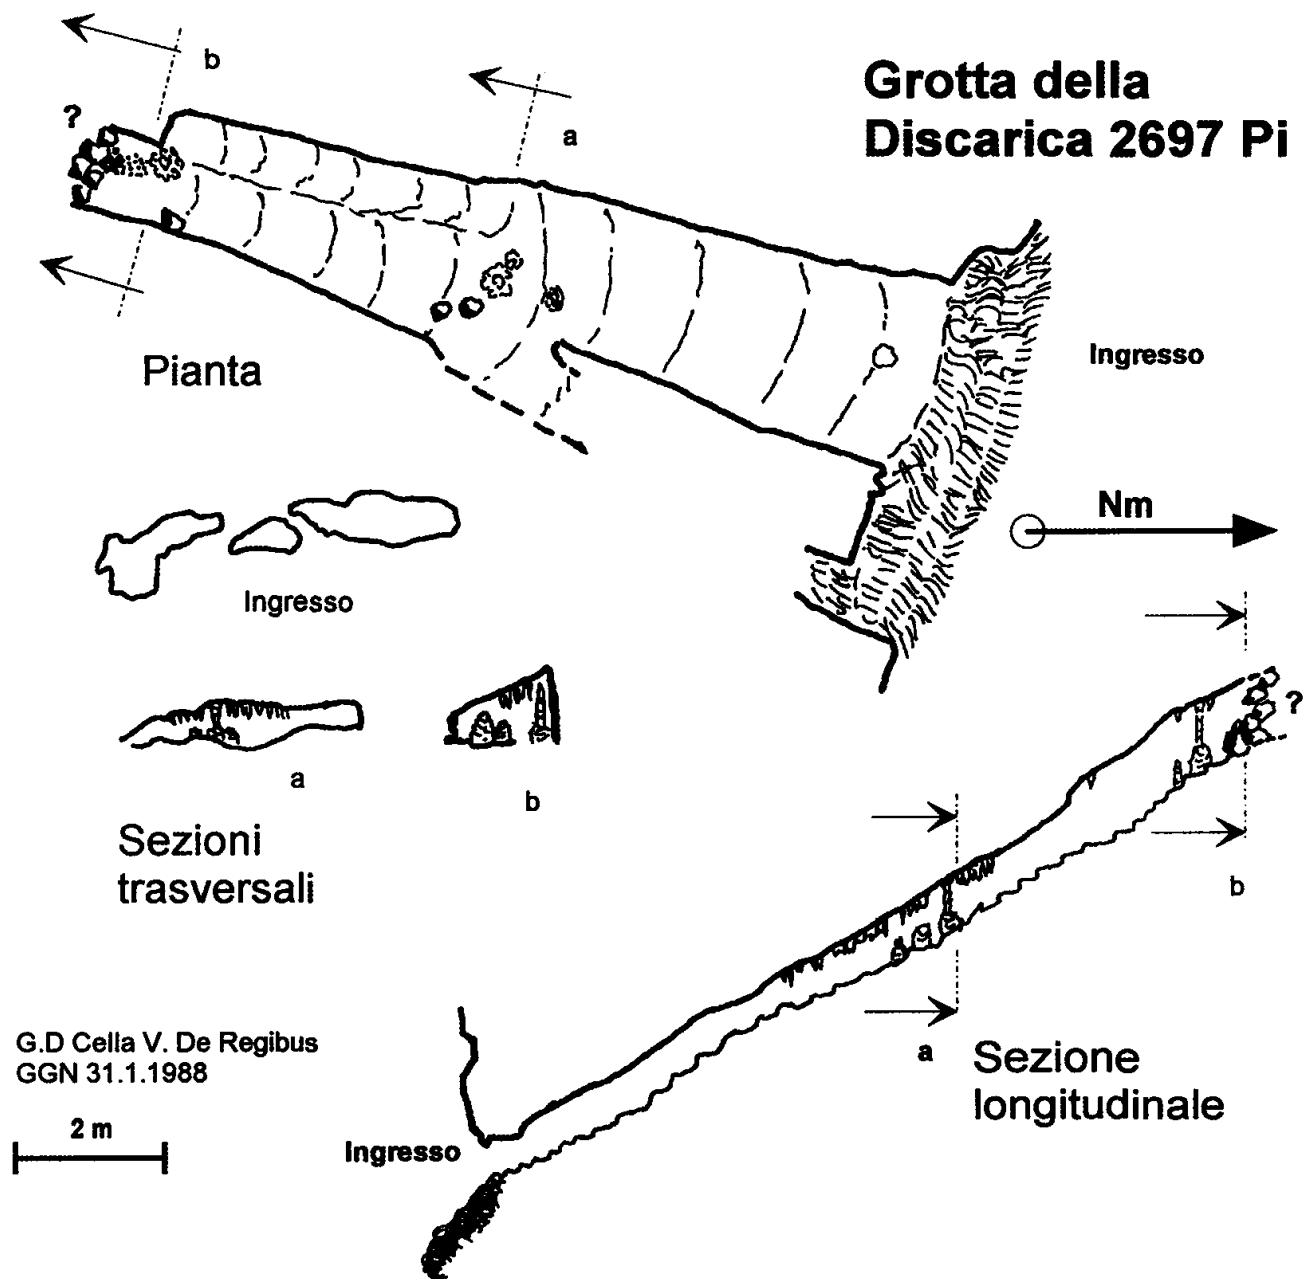 b
a
Grotta della
Discarica 2697 Pi
?
Pianta
Ingresso
Nm
Ingresso
a
b
Sezioni
trasversali
?
b
a
Sezione
longitudinale
G.D Cella V. De Regibus
GGN 31.1.1988
2 m
Ingresso